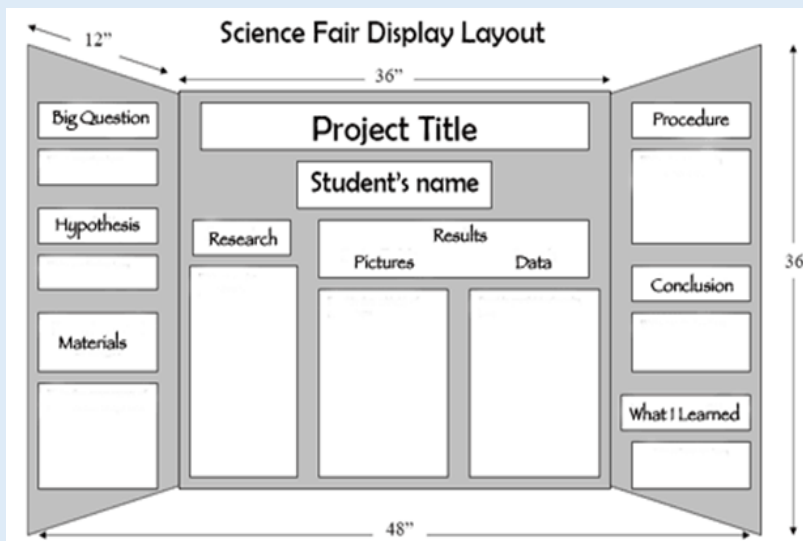 Science Fair Display Layout
12”
36”
Big Question
Hypothesis
Materials
Project Title
Student’s name
Research
Results
Pictures Data
Procedure
Conclusion
What I Learned
36
48”